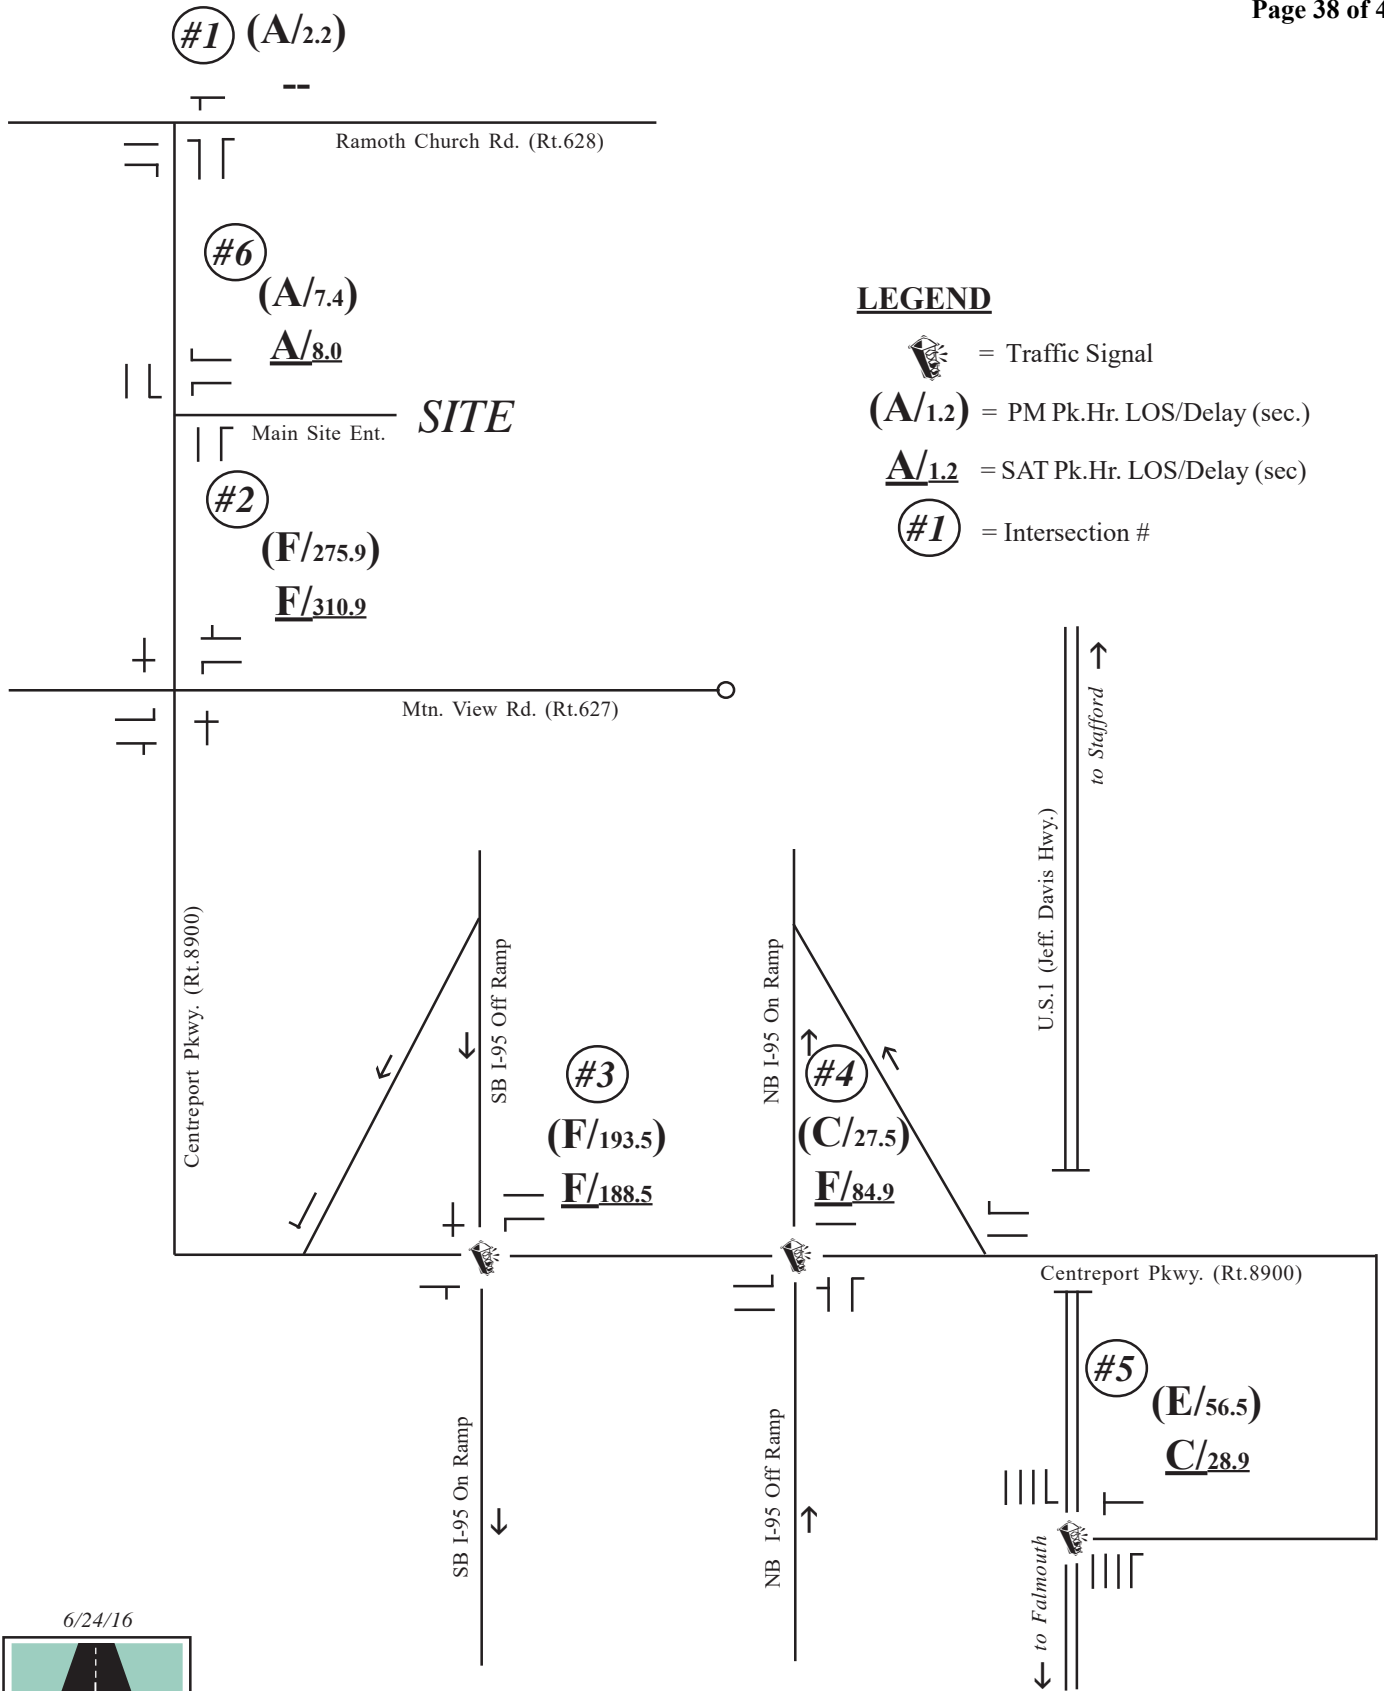 Page 38 of 4
#1 (A/2.2)
--
Ramoth Church Rd. (Rt.628)
#6
(A/7.4)
A/8.0
SITE
Main Site Ent.
#2
(F/275.9)
F/310.9
LEGEND
= Traffic Signal
(A/1.2) = PM Pk.Hr. LOS/Delay (sec.)
A/1.2 = SAT Pk.Hr. LOS/Delay (sec)
#1 = Intersection #
Mtn. View Rd. (Rt.627)
to Stafford
U.S.1 (Jeff. Davis Hwy.)
Centreport Pkwy. (Rt.8900)
SB I-95 Off Ramp
#3
(F/193.5)
F/188.5
NB I-95 On Ramp
#4
(C/27.5)
F/84.9
Centreport Pkwy. (Rt.8900)
#5
(E/56.5)
C/28.9
SB I-95 On Ramp
NB I-95 Off Ramp
to Falmouth
6/24/16